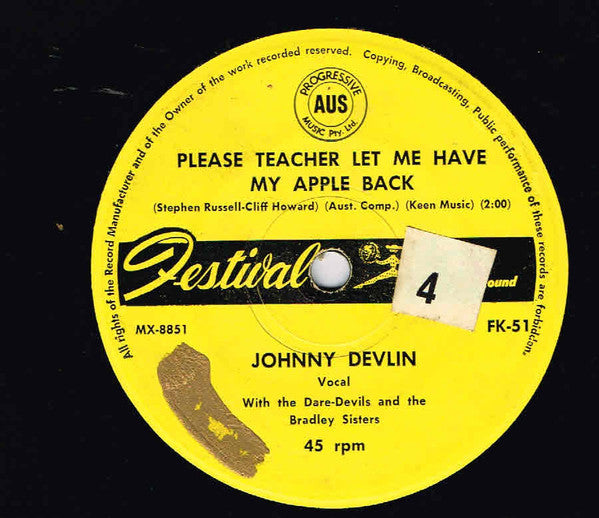 All rights of the Record Manufacturer and of the Owner of the work recorded reserved. Copying, Broadcasting, Public performance of these records are forbidden.
PROGRESSIVE
AUS
MUSIC Pty. Ltd.
PLEASE TEACHER LET ME HAVE
MY APPLE BACK
(Stephen Russell-Cliff Howard) (Aust. Comp.) (Keen Music) (2:00)
Festival
4
ound
MX-8851
FK-51
JOHNNY DEVLIN
Vocal
With the Dare-Devils and the
Bradley Sisters
45 rpm